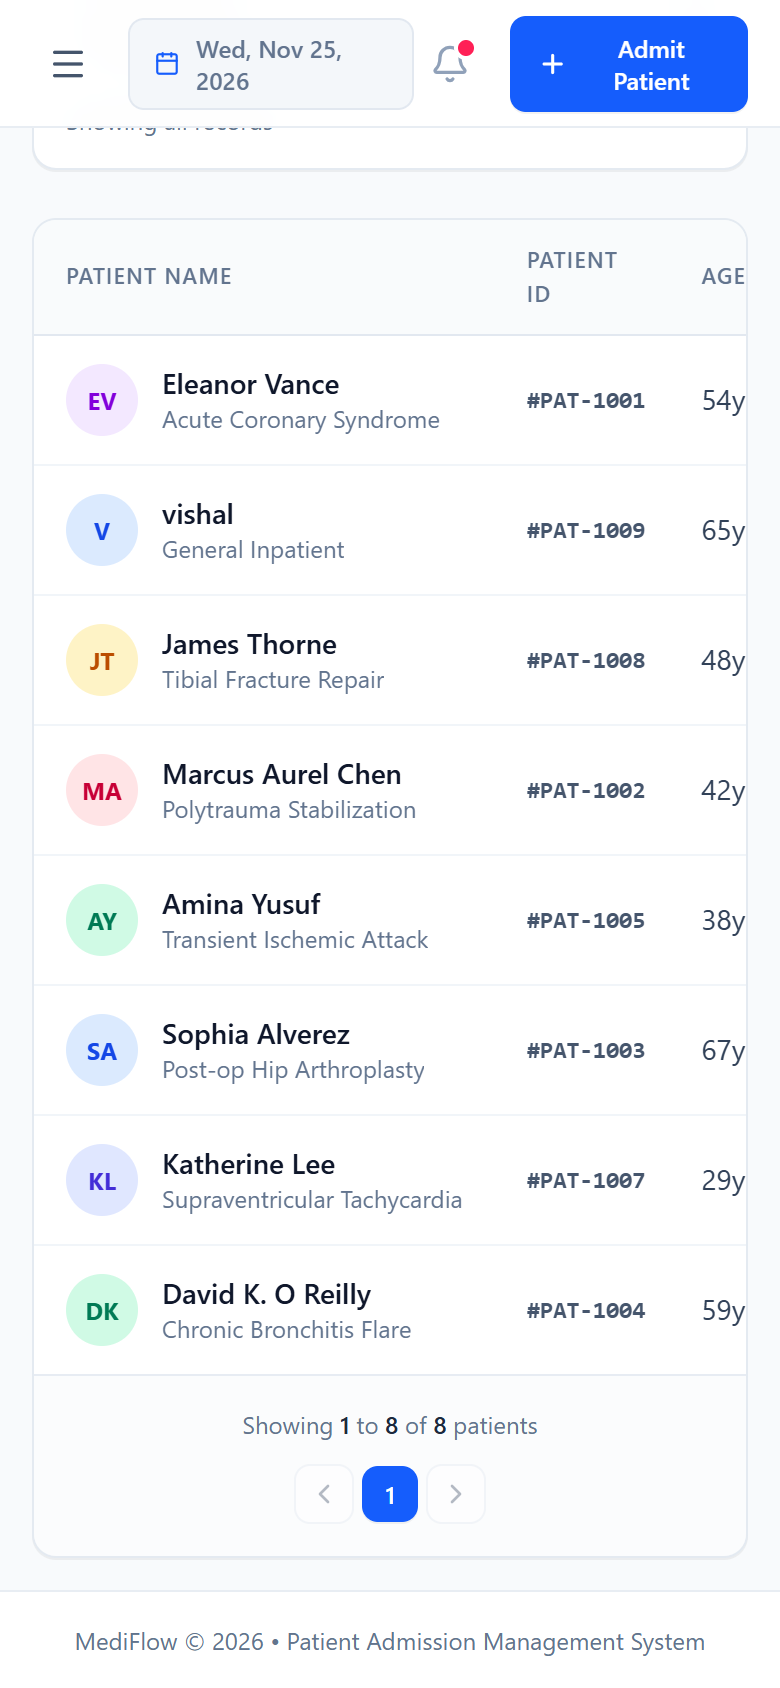 Wed, Nov 25,
2026
Admit
Patient
Showing all records
PATIENT NAME
PATIENT
ID
AGE
EV
Eleanor Vance
Acute Coronary Syndrome
#PAT-1001
54y
V
vishal
General Inpatient
#PAT-1009
65y
JT
James Thorne
Tibial Fracture Repair
#PAT-1008
48y
MA
Marcus Aurel Chen
Polytrauma Stabilization
#PAT-1002
42y
AY
Amina Yusuf
Transient Ischemic Attack
#PAT-1005
38y
SA
Sophia Alverez
Post-op Hip Arthroplasty
#PAT-1003
67y
KL
Katherine Lee
Supraventricular Tachycardia
#PAT-1007
29y
DK
David K. O Reilly
Chronic Bronchitis Flare
#PAT-1004
59y
Showing 1 to 8 of 8 patients
1
MediFlow © 2026 • Patient Admission Management System